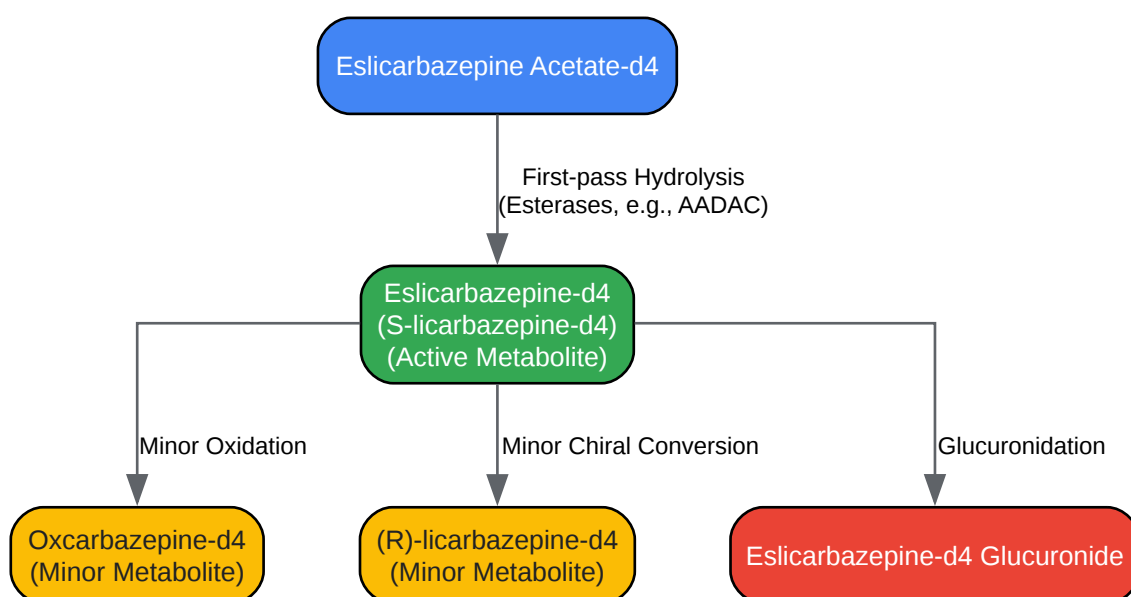 Eslicarbazepine Acetate-d4
First-pass Hydrolysis
(Esterases, e.g., AADAC)
Eslicarbazepine-d4
(S-licarbazepine-d4)
(Active Metabolite)
Minor Oxidation
Minor Chiral Conversion
Glucuronidation
Oxcarbazepine-d4
(Minor Metabolite)
(R)-licarbazepine-d4
(Minor Metabolite)
Eslicarbazepine-d4 Glucuronide